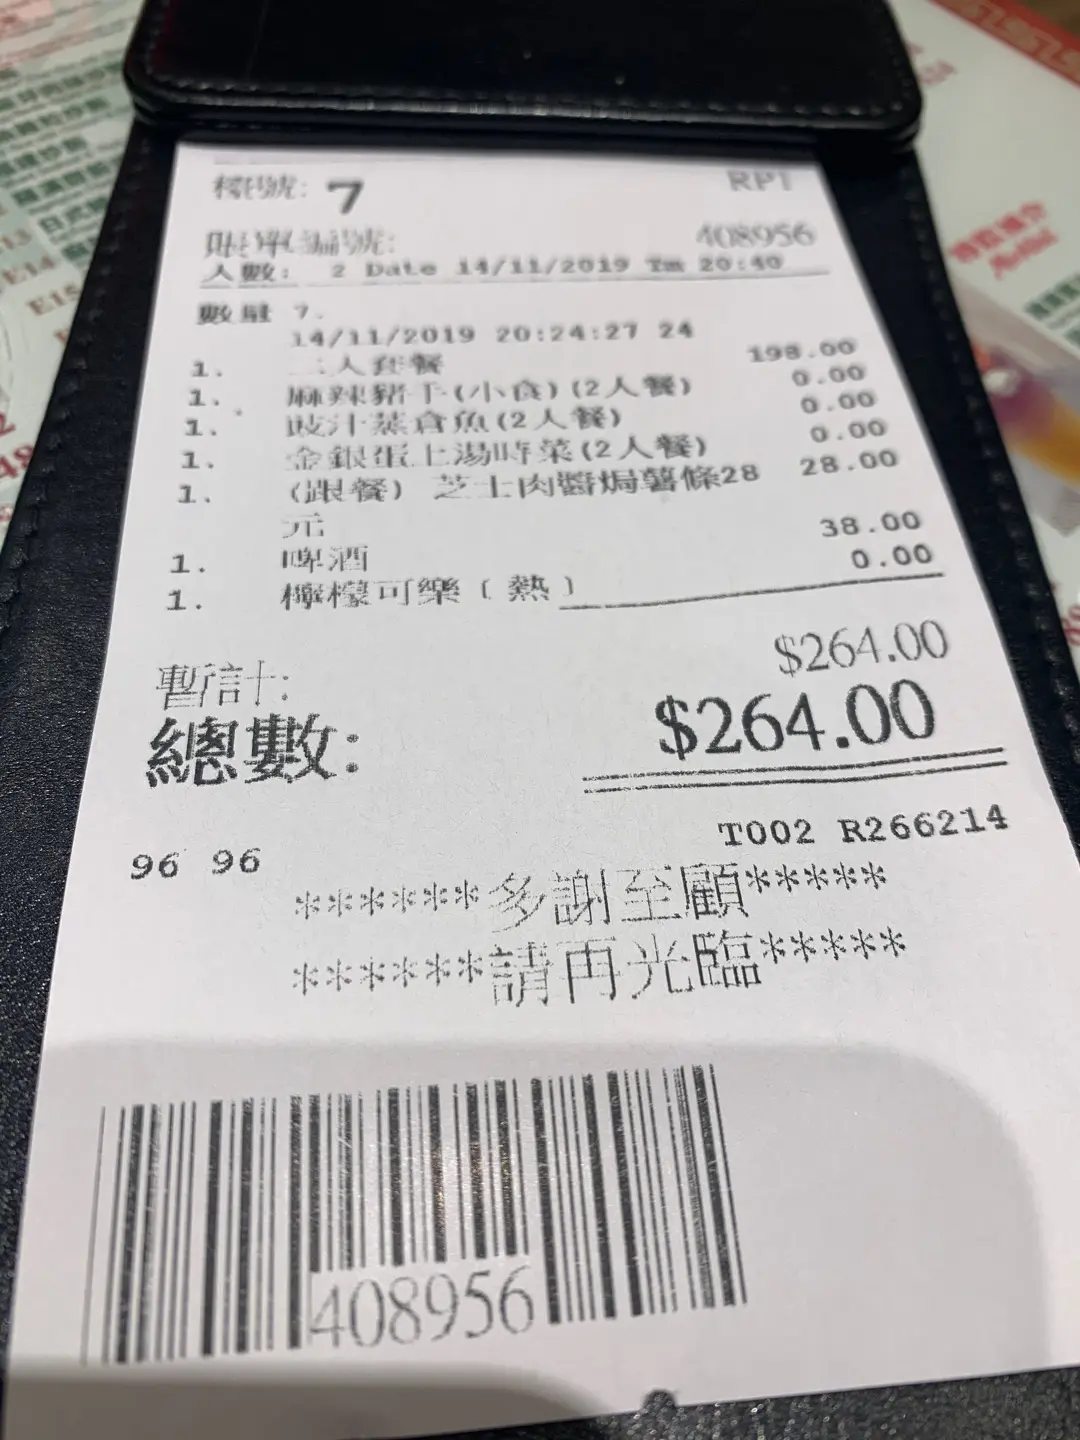 檯號: 7 RP1
賬單編號: 408956
人數: 2 Date 14/11/2019 Tm 20:40
數量 7.
14/11/2019 20:24:27 24
1. 二人套餐 198.00
1. 麻辣豬手(小食)(2人餐) 0.00
1. 豉汁蒸倉魚(2人餐) 0.00
1. 金銀蛋上湯時菜(2人餐) 0.00
1. (跟餐) 芝士肉醬焗薯條28 28.00
元
1. 啤酒 38.00
1. 檸檬可樂﹝熱﹞ 0.00
暫計: $264.00
總數: $264.00
T002 R266214
96 96
******多謝至顧*****
******請再光臨*****
408956
E14
E15